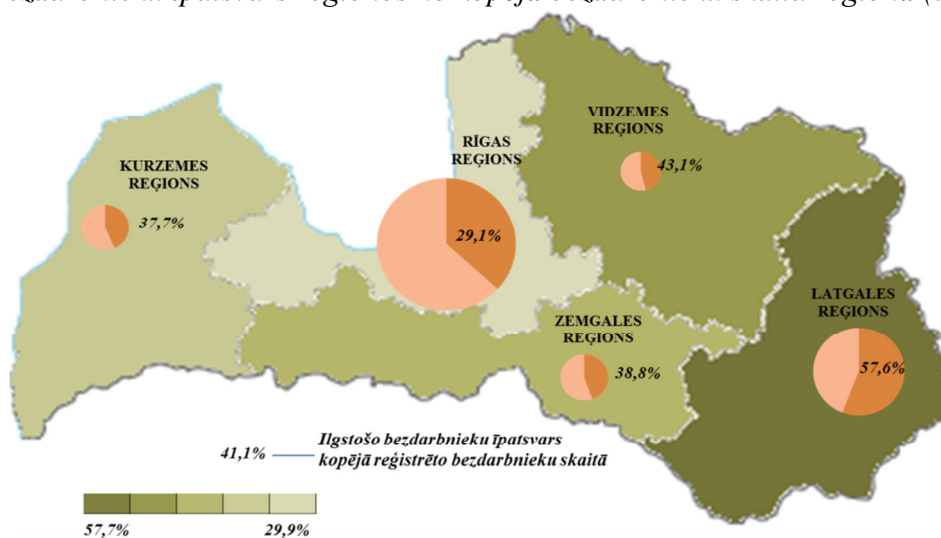 VIDZEMES
REĢIONS
43,1%
RĪGAS
REĢIONS
29,1%
KURZEMES
REĢIONS
37,7%
LATGALES
REĢIONS
57,6%
ZEMGALES
REĢIONS
38,8%
41,1%
Ilgstošo bezdarbnieku īpatsvars
kopējā reģistrēto bezdarbnieku skaitā
57,7%
29,9%